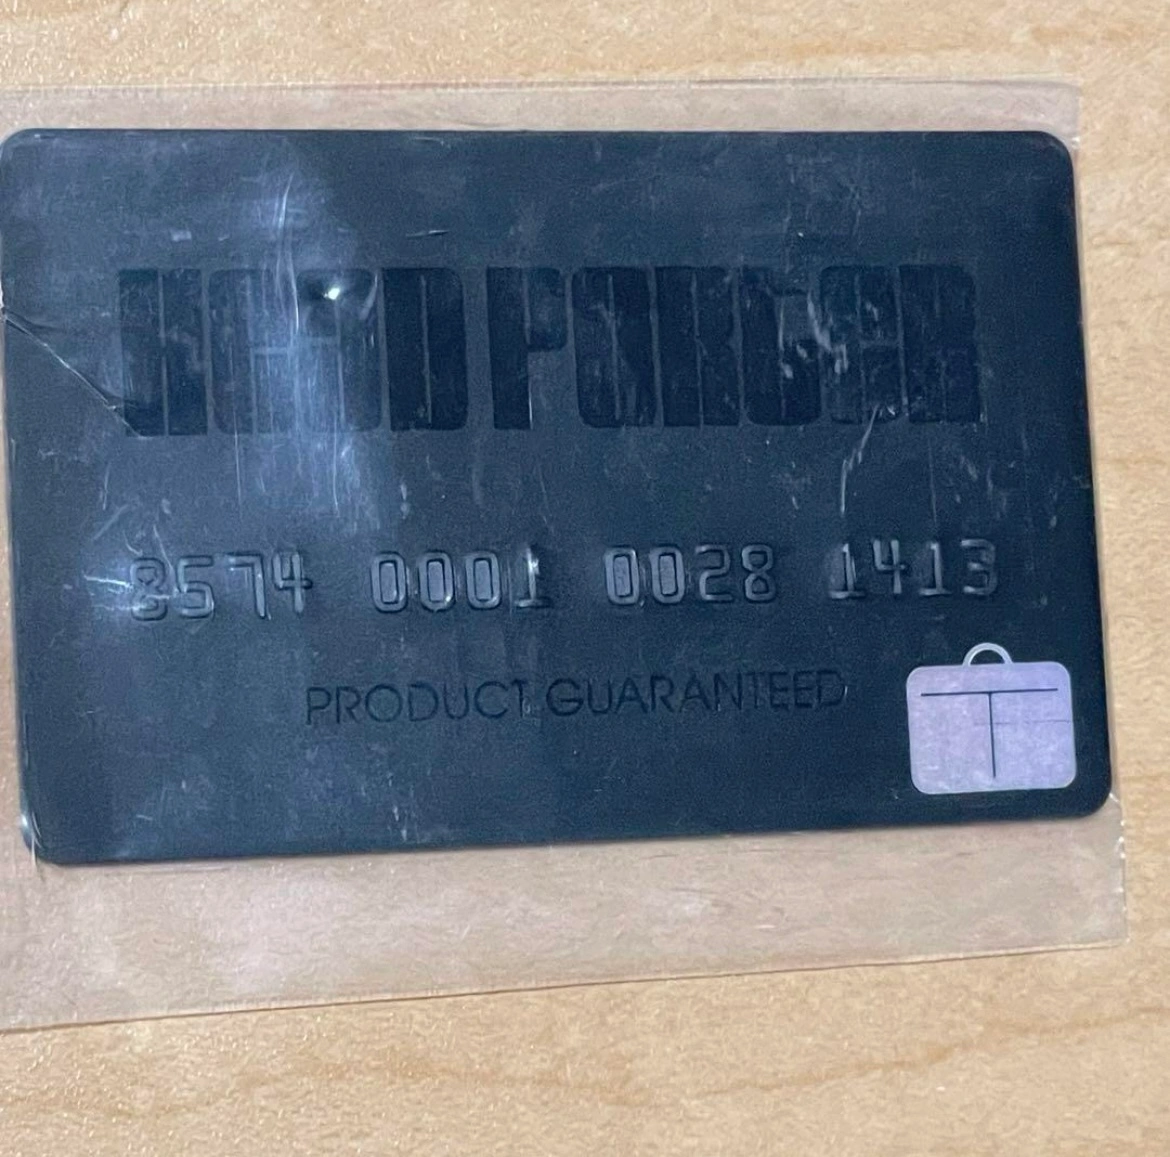 HEAD PORTER
8574 0001 0028 1413
PRODUCT GUARANTEED
T